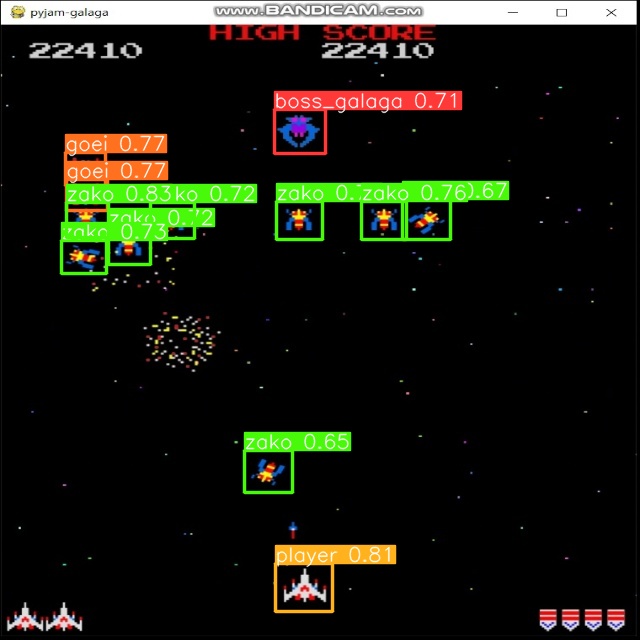 pyjam-galaga
www.BANDICAM.com
HIGH SCORE
22410 22410
boss_galaga 0.71
goei 0.77
goei 0.77
zako 0.83 ko 0.72 zako 0. zako 0.76 0.67
zako 0.72
zako 0.73
zako 0.65
player 0.81